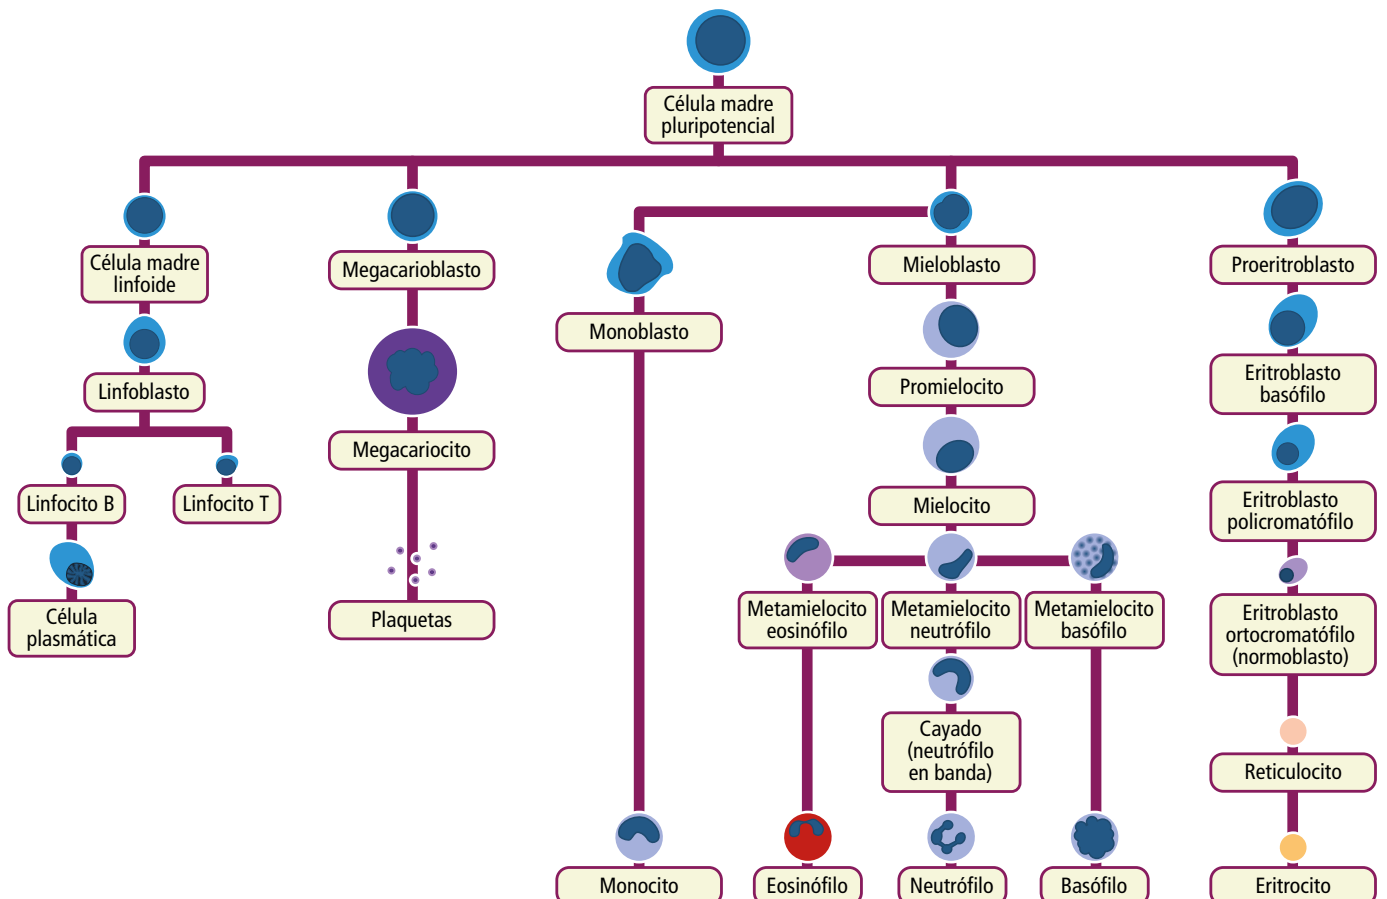 Célula madre
pluripotencial
Célula madre
linfoide
Megacarioblasto
Mieloblasto
Proeritroblasto
Monoblasto
Linfoblasto
Promielocito
Eritroblasto
basófilo
Megacariocito
Linfocito B
Linfocito T
Mielocito
Eritroblasto
policromatófilo
Célula
plasmática
Plaquetas
Metamielocito
eosinófilo
Metamielocito
neutrófilo
Metamielocito
basófilo
Eritroblasto
ortocromatófilo
(normoblasto)
Cayado
(neutrófilo
en banda)
Reticulocito
Monocito
Eosinófilo
Neutrófilo
Basófilo
Eritrocito